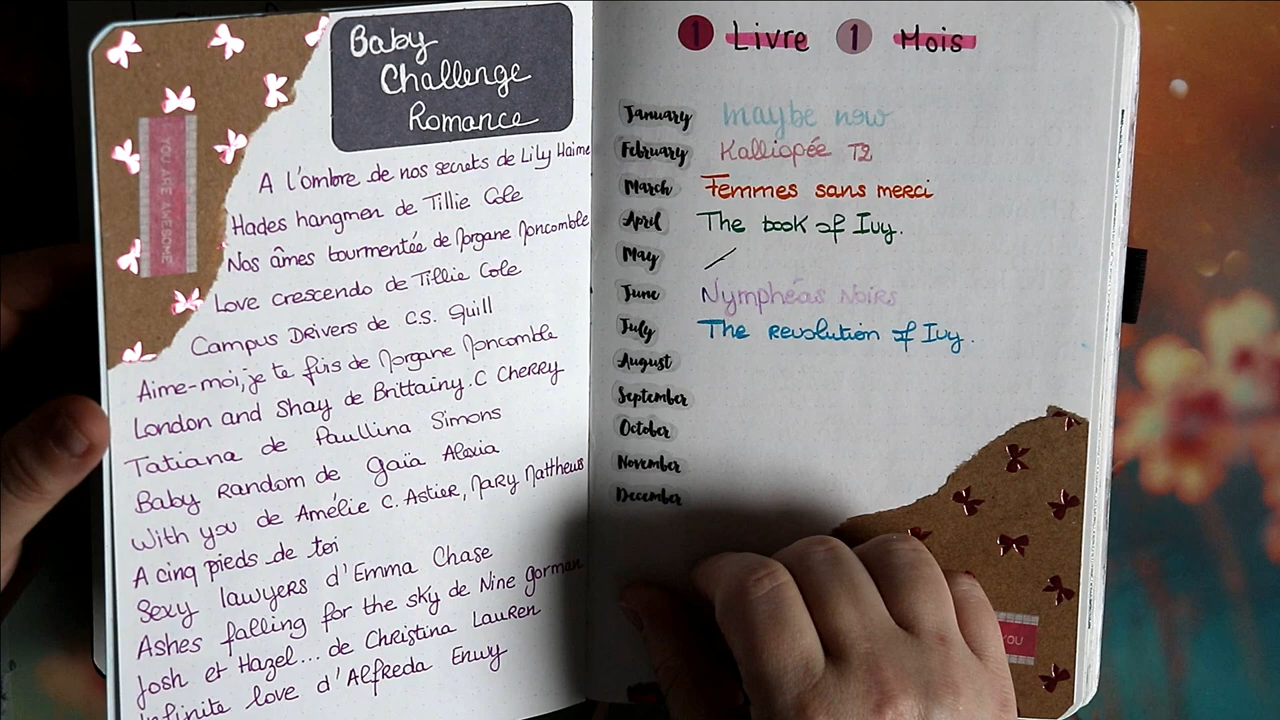 Baby
Challenge
Romance
YOU ARE AWESOME
A l'ombre de nos secrets de Lily Haime
Hades hangmen de Tillie Cole
Nos âmes tourmentée de Morgane Moncomble
Love crescendo de Tillie Cole
Campus Drivers de C.S. Quill
Aime-moi, je te fuis de Morgane Moncomble
London and Shay de Brittainy.C Cherry
Tatiana de Paullina Simons
Baby random de Gaïa Alexia
With you de Amélie C. Astier, Mary Matthews
A cinq pieds de toi
Sexy lawyers d'Emma Chase
Ashes falling for the sky de Nine Gorman
Josh et Hazel... de Christina Lauren
Infinite love d'Alfreda Enwy
1 Livre 1 Mois
January maybe now
February Kalliopée T2
March Femmes sans merci
April The book of Ivy.
May /
June Nymphéas Noirs
July The revolution of Ivy.
August
September
October
November
December
YOU